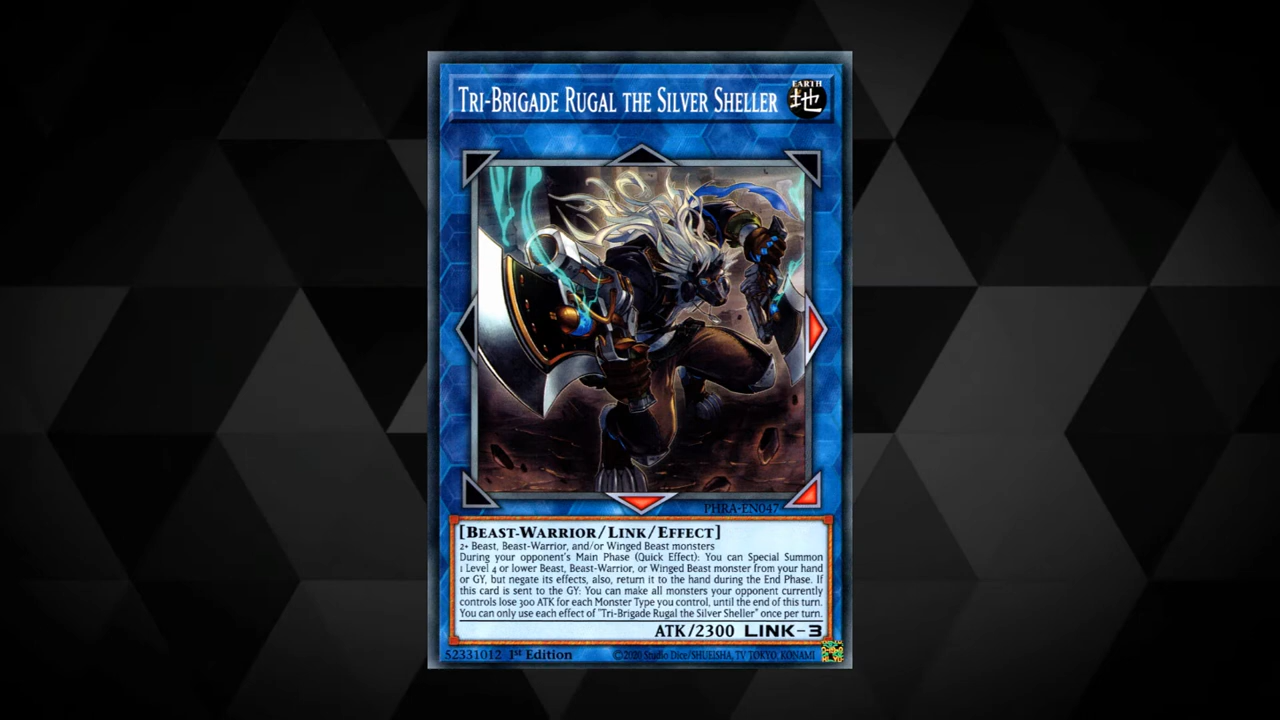 TRI-BRIGADE RUGAL THE SILVER SHELLER
EARTH
地
PHRA-EN047
[BEAST-WARRIOR/LINK/EFFECT]
2+ Beast, Beast-Warrior, and/or Winged Beast monsters
During your opponent's Main Phase (Quick Effect): You can Special Summon
1 Level 4 or lower Beast, Beast-Warrior, or Winged Beast monster from your hand
or GY, but negate its effects, also, return it to the hand during the End Phase. If
this card is sent to the GY: You can make all monsters your opponent currently
controls lose 300 ATK for each Monster Type you control, until the end of this turn.
You can only use each effect of "Tri-Brigade Rugal the Silver Sheller" once per turn.
ATK/2300 LINK-3
52331012 1st Edition ©2020 Studio Dice/SHUEISHA, TV TOKYO, KONAMI